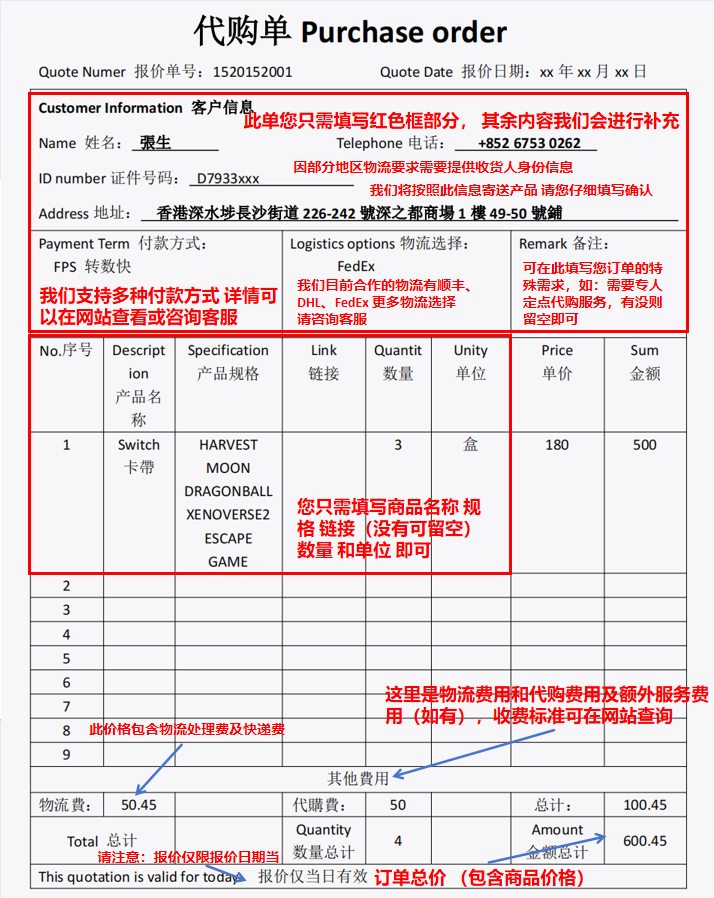 代购单 Purchase order
Quote Numer 报价单号：1520152001
Quote Date 报价日期：xx 年 xx 月 xx 日
Customer Information 客户信息
此单您只需填写红色框部分， 其余内容我们会进行补充
Name 姓名： 張生
Telephone 电话： +852 6753 0262
因部分地区物流要求需要提供收货人身份信息
ID number 证件号码： D7933xxx
我们将按照此信息寄送产品 请您仔细填写确认
Address 地址： 香港深水埗長沙街道 226-242 號深之都商場 1 樓 49-50 號鋪
Payment Term 付款方式：
FPS 转数快
我们支持多种付款方式 详情可
以在网站查看或咨询客服
Logistics options 物流选择：
FedEx
我们目前合作的物流有顺丰、
DHL、FedEx 更多物流选择
请咨询客服
Remark 备注：
可在此填写您订单的特
殊需求，如：需要专人
定点代购服务，有没则
留空即可
No.序号
Descript
ion
产品名
称
Specification
产品规格
Link
链接
Quantit
数量
Unity
单位
Price
单价
Sum
金额
1
Switch
卡帶
HARVEST
MOON
DRAGONBALL
XENOVERSE2
ESCAPE
GAME
3
盒
180
500
您只需填写商品名称 规
格 链接（没有可留空）
数量 和单位 即可
2
3
4
5
6
7
8
9
这里是物流费用和代购费用及额外服务费
用（如有），收费标准可在网站查询
此价格包含物流处理费及快递费
其他費用
物流費： 50.45
代購費： 50
总计： 100.45
Total 总计
Quantity
数量总计
4
Amount
金额总计
600.45
请注意：报价仅限报价日期当
This quotation is valid for today 报价仅当日有效
订单总价 （包含商品价格）